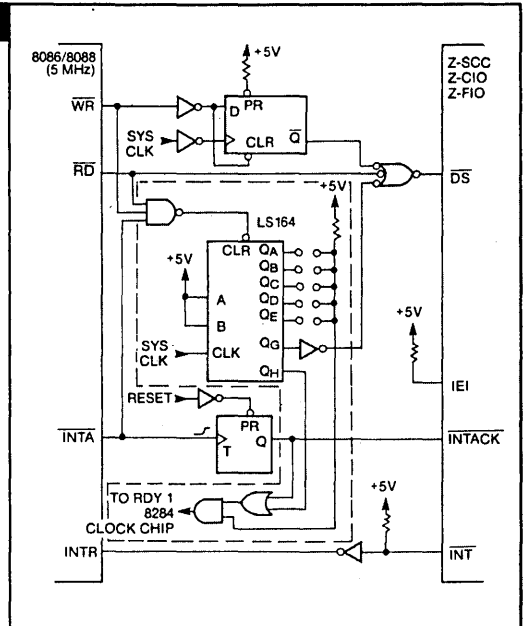 8086/8088
(5 MHz)
+5V
Z-SCC
Z-CIO
Z-FIO
WR
D
PR
SYS
CLK
CLR
Q
RD
DS
+5V
LS164
+5V
CLR
QA
QB
QC
QD
QE
QG
QH
A
B
CLK
SYS
CLK
+5V
IEI
RESET
PR
INTA
T
Q
INTACK
TO RDY 1
8284
CLOCK CHIP
+5V
INTR
INT